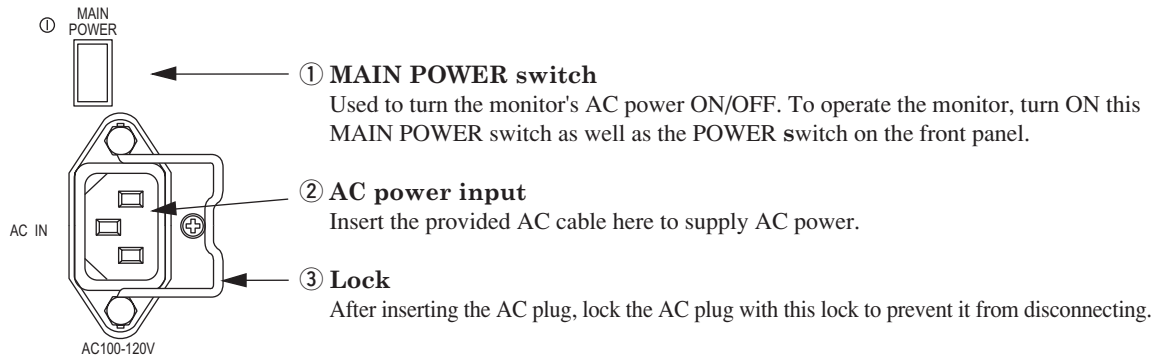 MAIN
POWER
① MAIN POWER switch
Used to turn the monitor's AC power ON/OFF. To operate the monitor, turn ON this
MAIN POWER switch as well as the POWER switch on the front panel.
② AC power input
Insert the provided AC cable here to supply AC power.
AC IN
③ Lock
After inserting the AC plug, lock the AC plug with this lock to prevent it from disconnecting.
AC100-120V